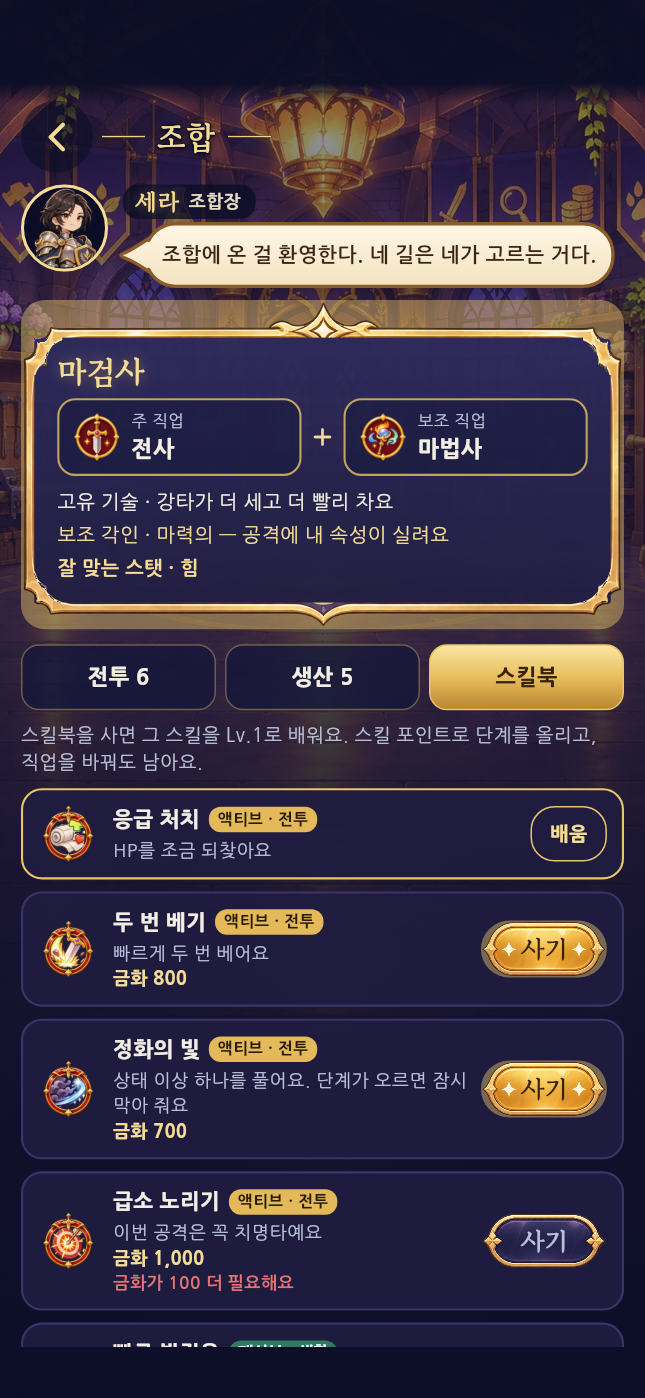 조합
세라 조합장
조합에 온 걸 환영한다. 네 길은 네가 고르는 거다.
마검사
주 직업
전사
+
보조 직업
마법사
고유 기술 · 강타가 더 세고 더 빨리 차요
보조 각인 · 마력의 — 공격에 내 속성이 실려요
잘 맞는 스탯 · 힘
전투 6
생산 5
스킬북
스킬북을 사면 그 스킬을 Lv.1로 배워요. 스킬 포인트로 단계를 올리고,
직업을 바꿔도 남아요.
응급 처치 액티브 · 전투
HP를 조금 되찾아요
배움
두 번 베기 액티브 · 전투
빠르게 두 번 베어요
금화 800
사기
정화의 빛 액티브 · 전투
상태 이상 하나를 풀어요. 단계가 오르면 잠시
막아 줘요
금화 700
사기
급소 노리기 액티브 · 전투
이번 공격은 꼭 치명타예요
금화 1,000
금화가 100 더 필요해요
사기